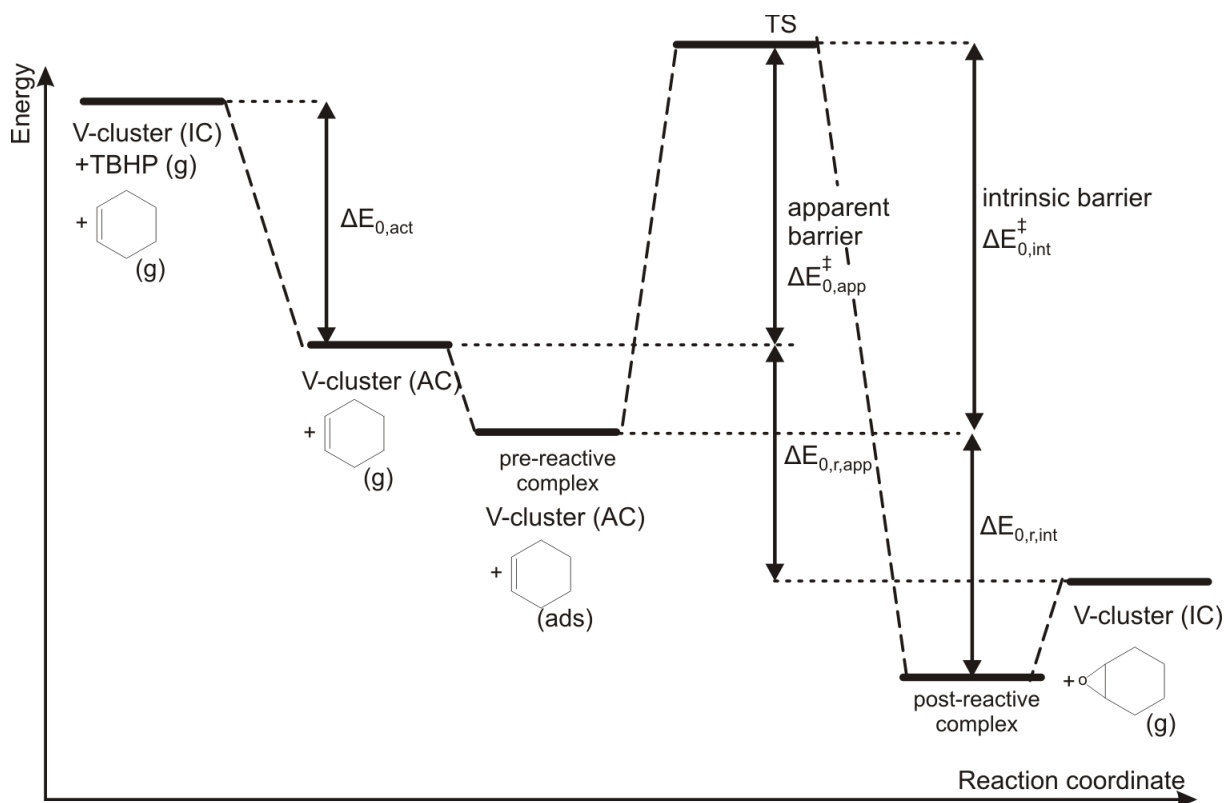 TS
Energy
V-cluster (IC)
+TBHP (g)
+
(g)
ΔE0,act
V-cluster (AC)
+
(g)
pre-reactive
complex
V-cluster (AC)
+
(ads)
apparent
barrier
ΔE‡0,app
intrinsic barrier
ΔE‡0,int
ΔE0,r,app
ΔE0,r,int
V-cluster (IC)
+
O
(g)
post-reactive
complex
Reaction coordinate